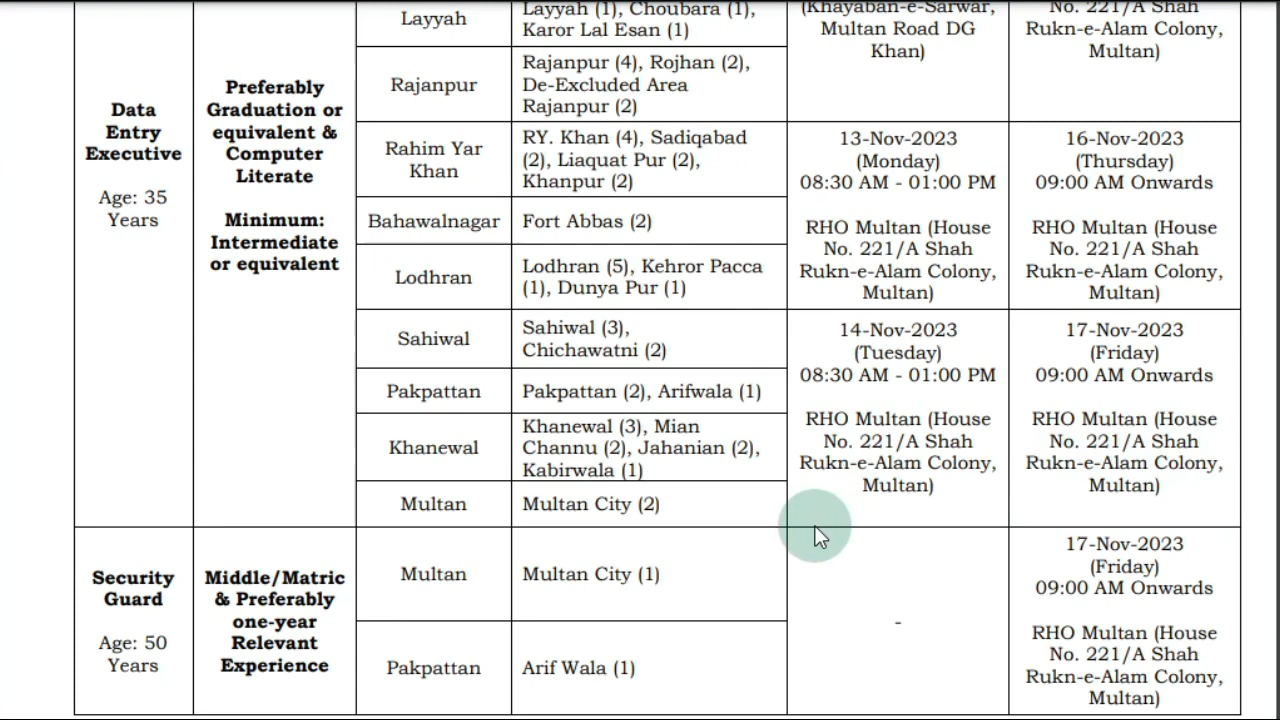 Data
Entry
Executive
Age: 35
Years
Preferably
Graduation or
equivalent &
Computer
Literate
Minimum:
Intermediate
or equivalent
Layyah
Layyah (1), Choubara (1),
Karor Lal Esan (1)
(Khayaban-e-Sarwar,
Multan Road DG
Khan)
No. 221/A Shah
Rukn-e-Alam Colony,
Multan)
Rajanpur
Rajanpur (4), Rojhan (2),
De-Excluded Area
Rajanpur (2)
Rahim Yar
Khan
RY. Khan (4), Sadiqabad
(2), Liaquat Pur (2),
Khanpur (2)
13-Nov-2023
(Monday)
08:30 AM - 01:00 PM
RHO Multan (House
No. 221/A Shah
Rukn-e-Alam Colony,
Multan)
16-Nov-2023
(Thursday)
09:00 AM Onwards
RHO Multan (House
No. 221/A Shah
Rukn-e-Alam Colony,
Multan)
Bahawalnagar
Fort Abbas (2)
Lodhran
Lodhran (5), Kehror Pacca
(1), Dunya Pur (1)
Sahiwal
Sahiwal (3),
Chichawatni (2)
14-Nov-2023
(Tuesday)
08:30 AM - 01:00 PM
RHO Multan (House
No. 221/A Shah
Rukn-e-Alam Colony,
Multan)
17-Nov-2023
(Friday)
09:00 AM Onwards
RHO Multan (House
No. 221/A Shah
Rukn-e-Alam Colony,
Multan)
Pakpattan
Pakpattan (2), Arifwala (1)
Khanewal
Khanewal (3), Mian
Channu (2), Jahanian (2),
Kabirwala (1)
Multan
Multan City (2)
Security
Guard
Age: 50
Years
Middle/Matric
& Preferably
one-year
Relevant
Experience
Multan
Multan City (1)
-
17-Nov-2023
(Friday)
09:00 AM Onwards
RHO Multan (House
No. 221/A Shah
Rukn-e-Alam Colony,
Multan)
Pakpattan
Arif Wala (1)